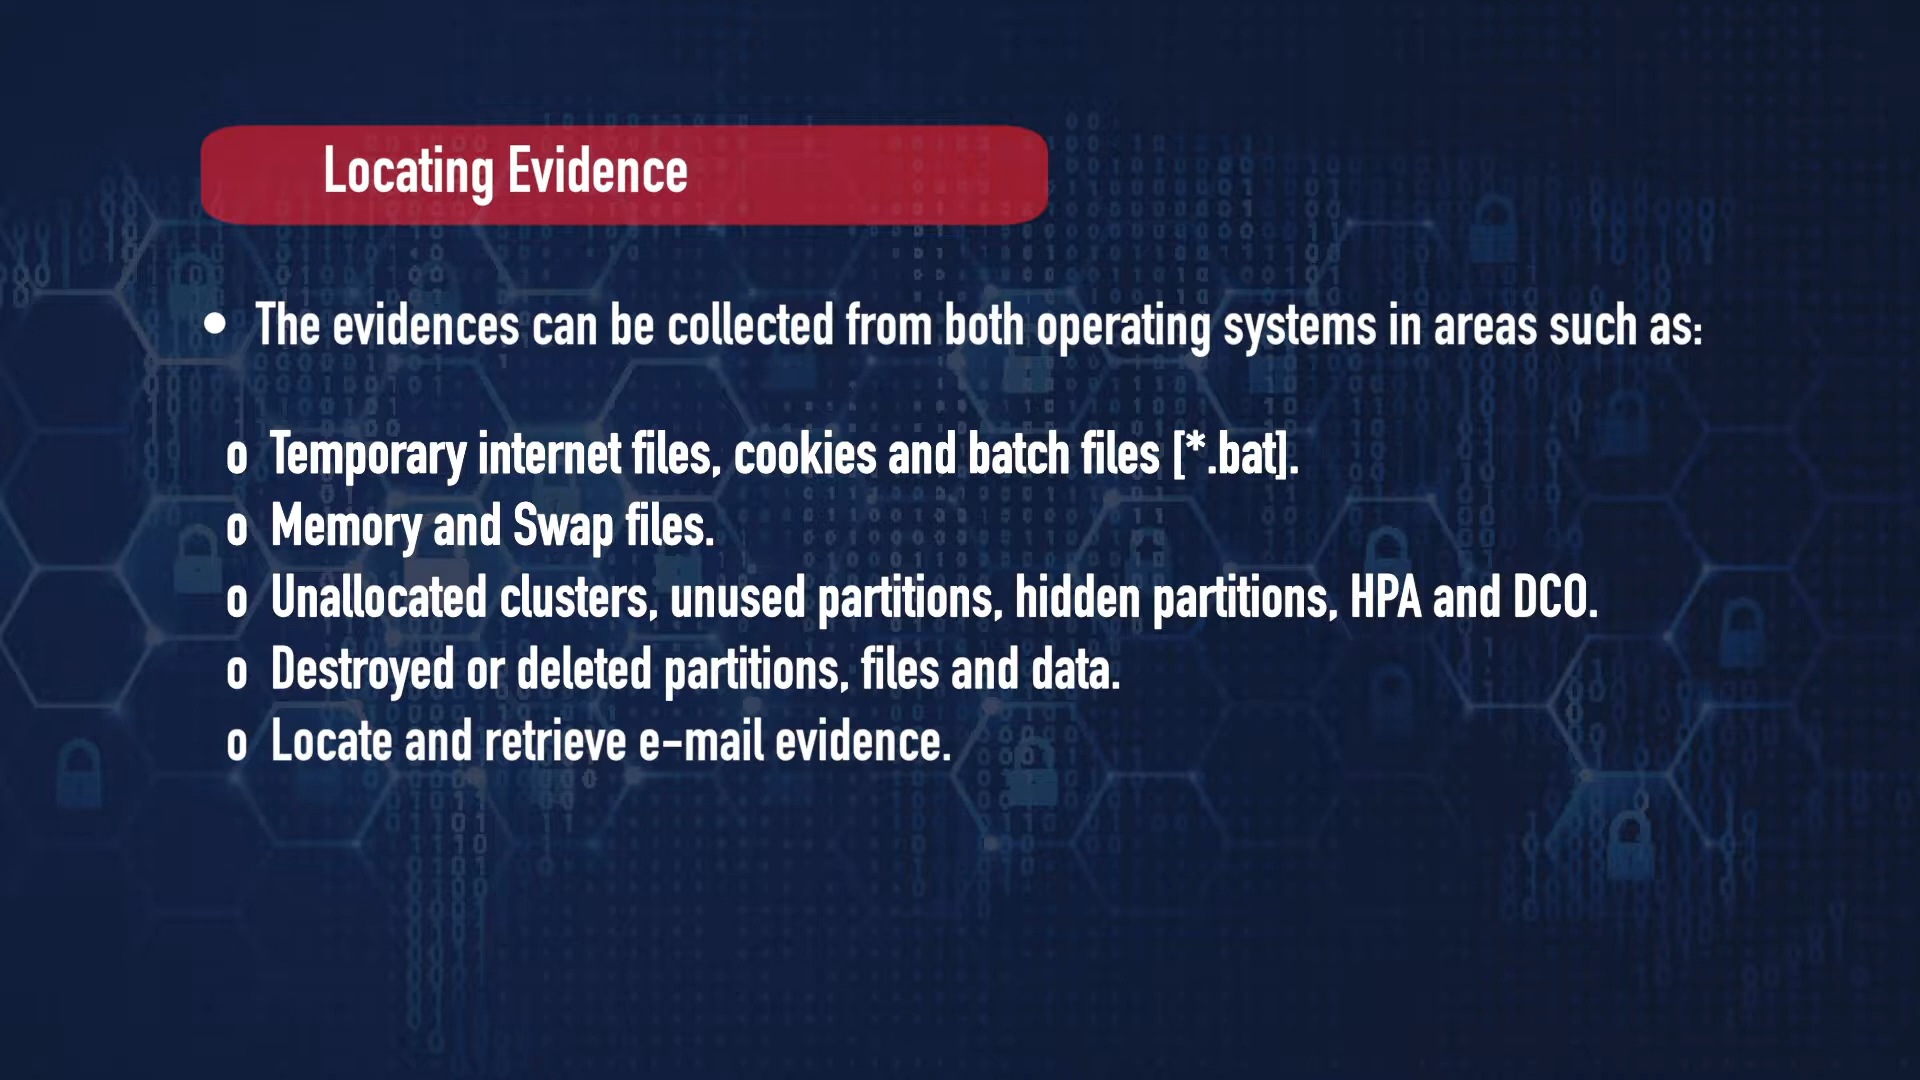 Locating Evidence
• The evidences can be collected from both operating systems in areas such as:
o Temporary internet files, cookies and batch files [*.bat].
o Memory and Swap files.
o Unallocated clusters, unused partitions, hidden partitions, HPA and DCO.
o Destroyed or deleted partitions, files and data.
o Locate and retrieve e-mail evidence.